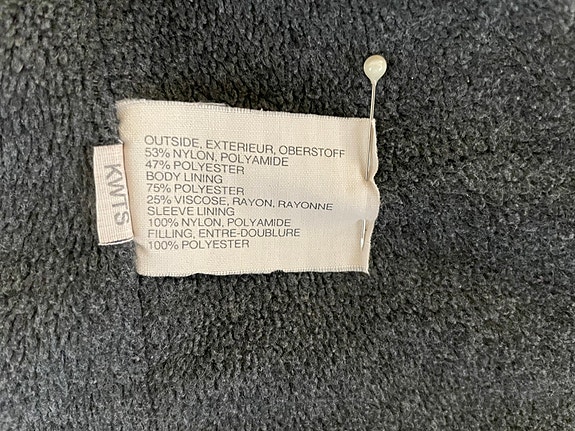 OUTSIDE, EXTERIEUR, OBERSTOFF
53% NYLON, POLYAMIDE
47% POLYESTER
BODY LINING
75% POLYESTER
25% VISCOSE, RAYON, RAYONNE
SLEEVE LINING
100% NYLON, POLYAMIDE
FILLING, ENTRE-DOUBLURE
100% POLYESTER
KWTS